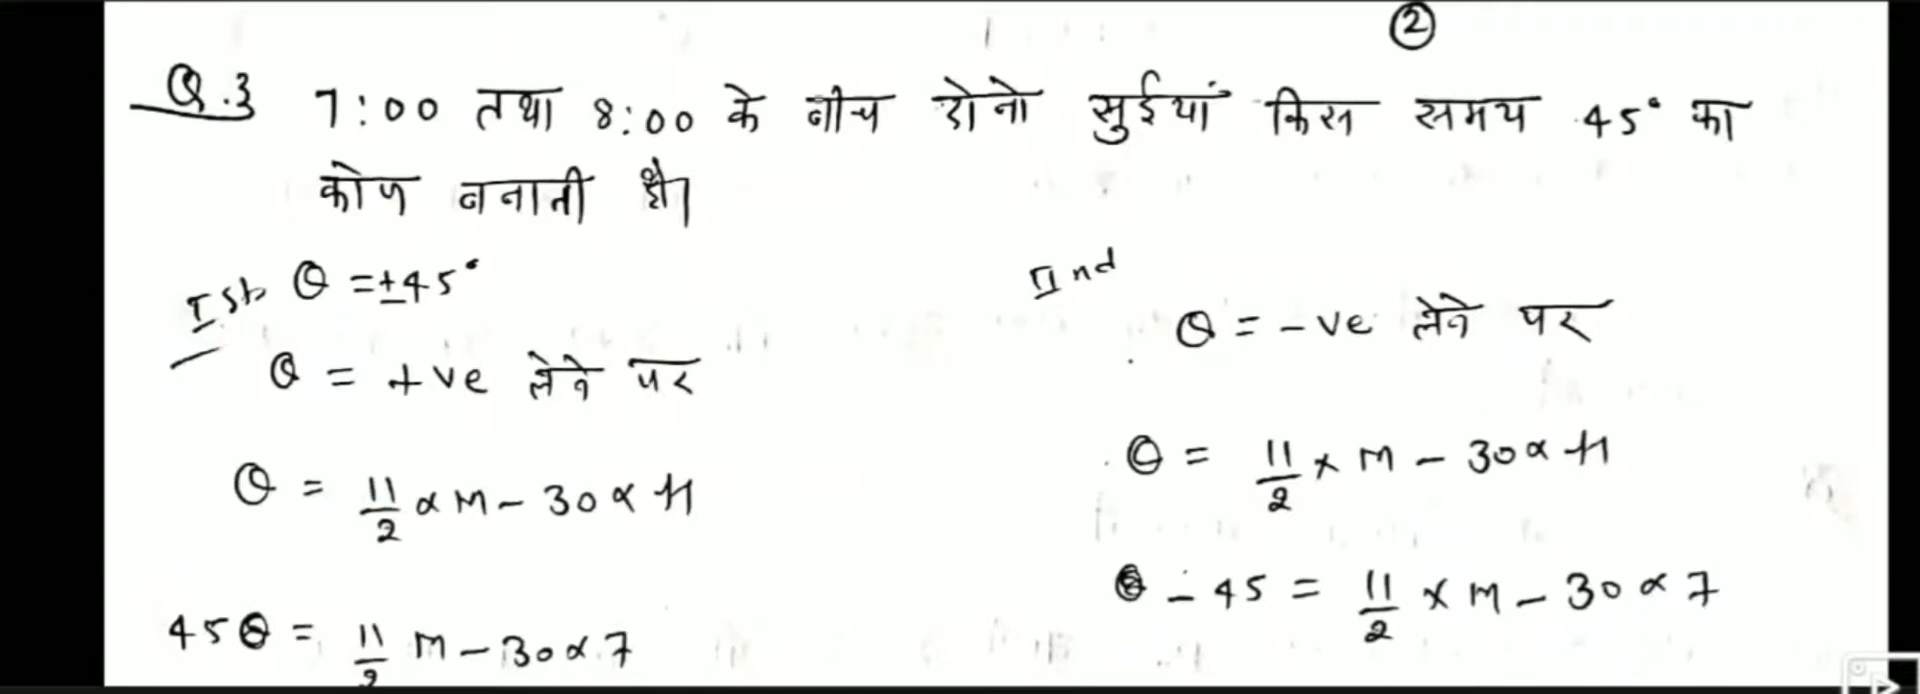 ②
Q.3 7:00 तथा 8:00 के बीच दोनो सुईयां किस समय 45° का
कोण बनाती है।
Ist θ = ±45°
θ = +ve लेने पर
θ = 11/2 × M - 30 × H
45θ = 11/2 M - 30 × 7
IInd
θ = -ve लेने पर
θ = 11/2 × M - 30 × H
- 45 = 11/2 × M - 30 × 7